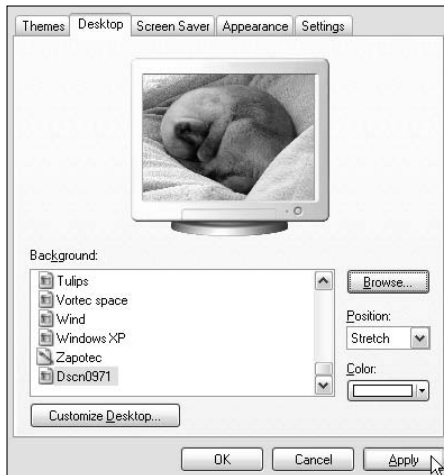 Themes Desktop Screen Saver Appearance Settings
Background:
Tulips
Vortec space
Wind
Windows XP
Zapotec
Dscn0971
Browse...
Position:
Stretch
Color:
Customize Desktop...
OK Cancel Apply